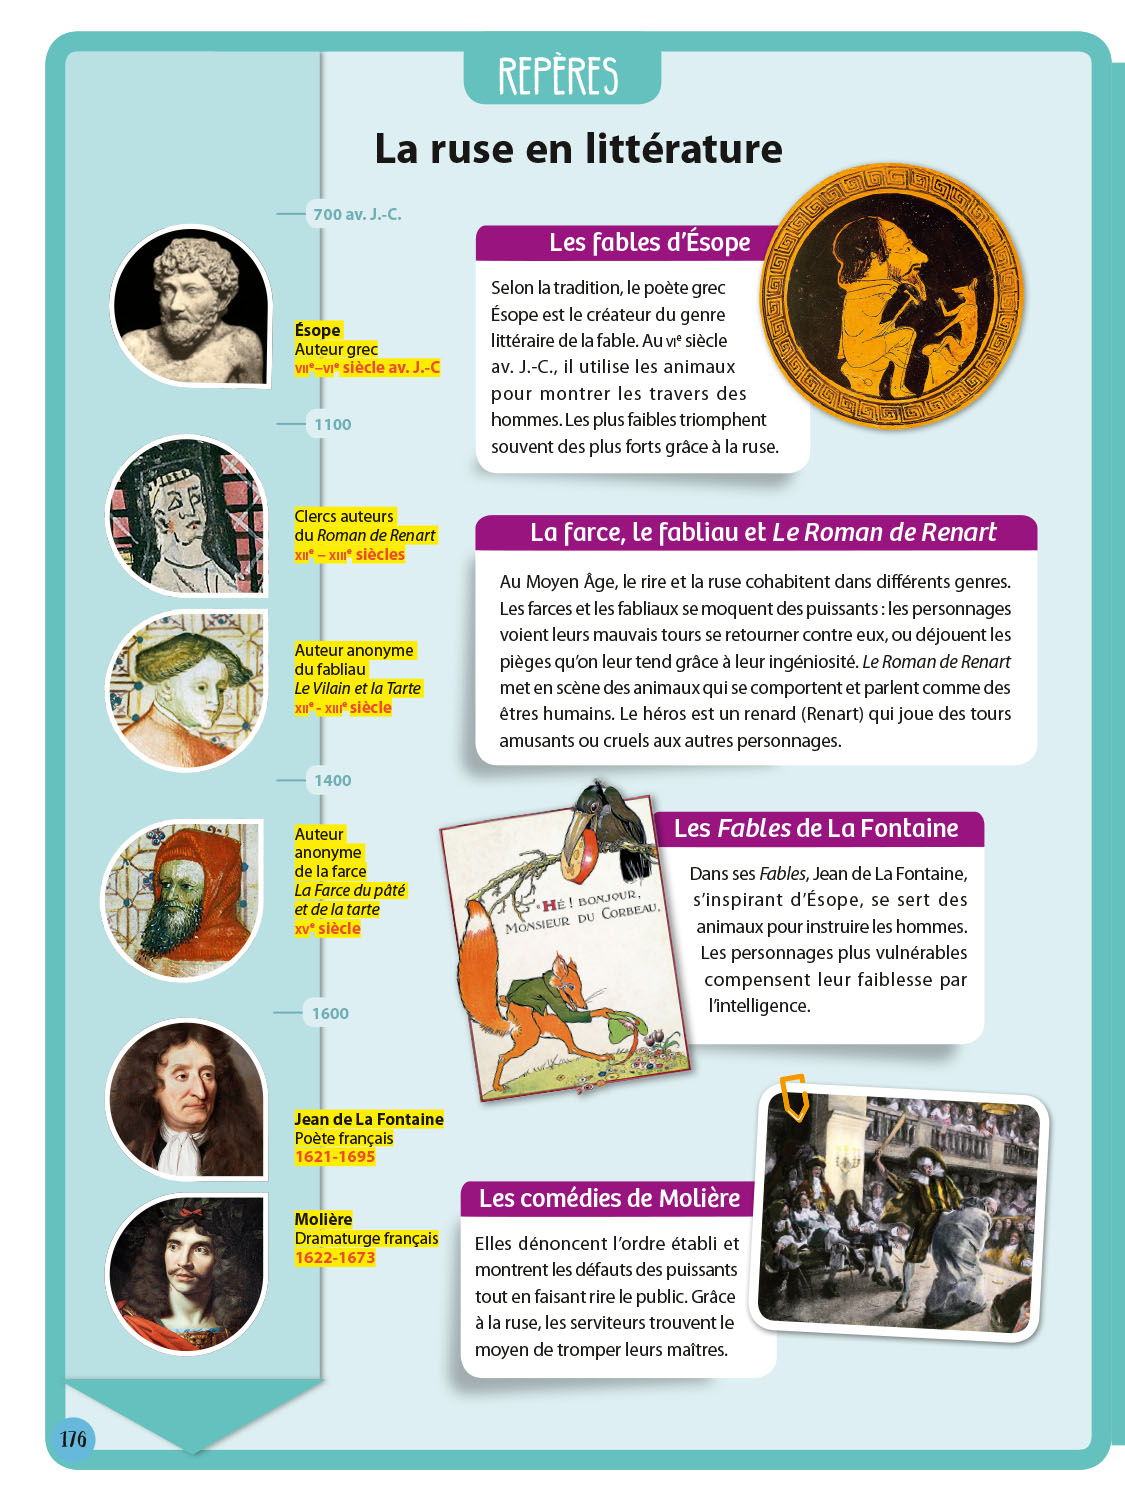 REPÈRES
La ruse en littérature
700 av. J.-C.
Ésope
Auteur grec
VIIe–VIe siècle av. J.-C
1100
Clercs auteurs
du Roman de Renart
XIIe – XIIIe siècles
Auteur anonyme
du fabliau
Le Vilain et la Tarte
XIIe - XIIIe siècle
1400
Auteur
anonyme
de la farce
La Farce du pâté
et de la tarte
XVe siècle
1600
Jean de La Fontaine
Poète français
1621-1695
Molière
Dramaturge français
1622-1673
Les fables d'Ésope
Selon la tradition, le poète grec
Ésope est le créateur du genre
littéraire de la fable. Au VIe siècle
av. J.-C., il utilise les animaux
pour montrer les travers des
hommes. Les plus faibles triomphent
souvent des plus forts grâce à la ruse.
La farce, le fabliau et Le Roman de Renart
Au Moyen Âge, le rire et la ruse cohabitent dans différents genres.
Les farces et les fabliaux se moquent des puissants : les personnages
voient leurs mauvais tours se retourner contre eux, ou déjouent les
pièges qu'on leur tend grâce à leur ingéniosité. Le Roman de Renart
met en scène des animaux qui se comportent et parlent comme des
êtres humains. Le héros est un renard (Renart) qui joue des tours
amusants ou cruels aux autres personnages.
"HÉ ! BONJOUR,
MONSIEUR DU CORBEAU,
Les Fables de La Fontaine
Dans ses Fables, Jean de La Fontaine,
s'inspirant d'Ésope, se sert des
animaux pour instruire les hommes.
Les personnages plus vulnérables
compensent leur faiblesse par
l'intelligence.
Les comédies de Molière
Elles dénoncent l'ordre établi et
montrent les défauts des puissants
tout en faisant rire le public. Grâce
à la ruse, les serviteurs trouvent le
moyen de tromper leurs maîtres.
176